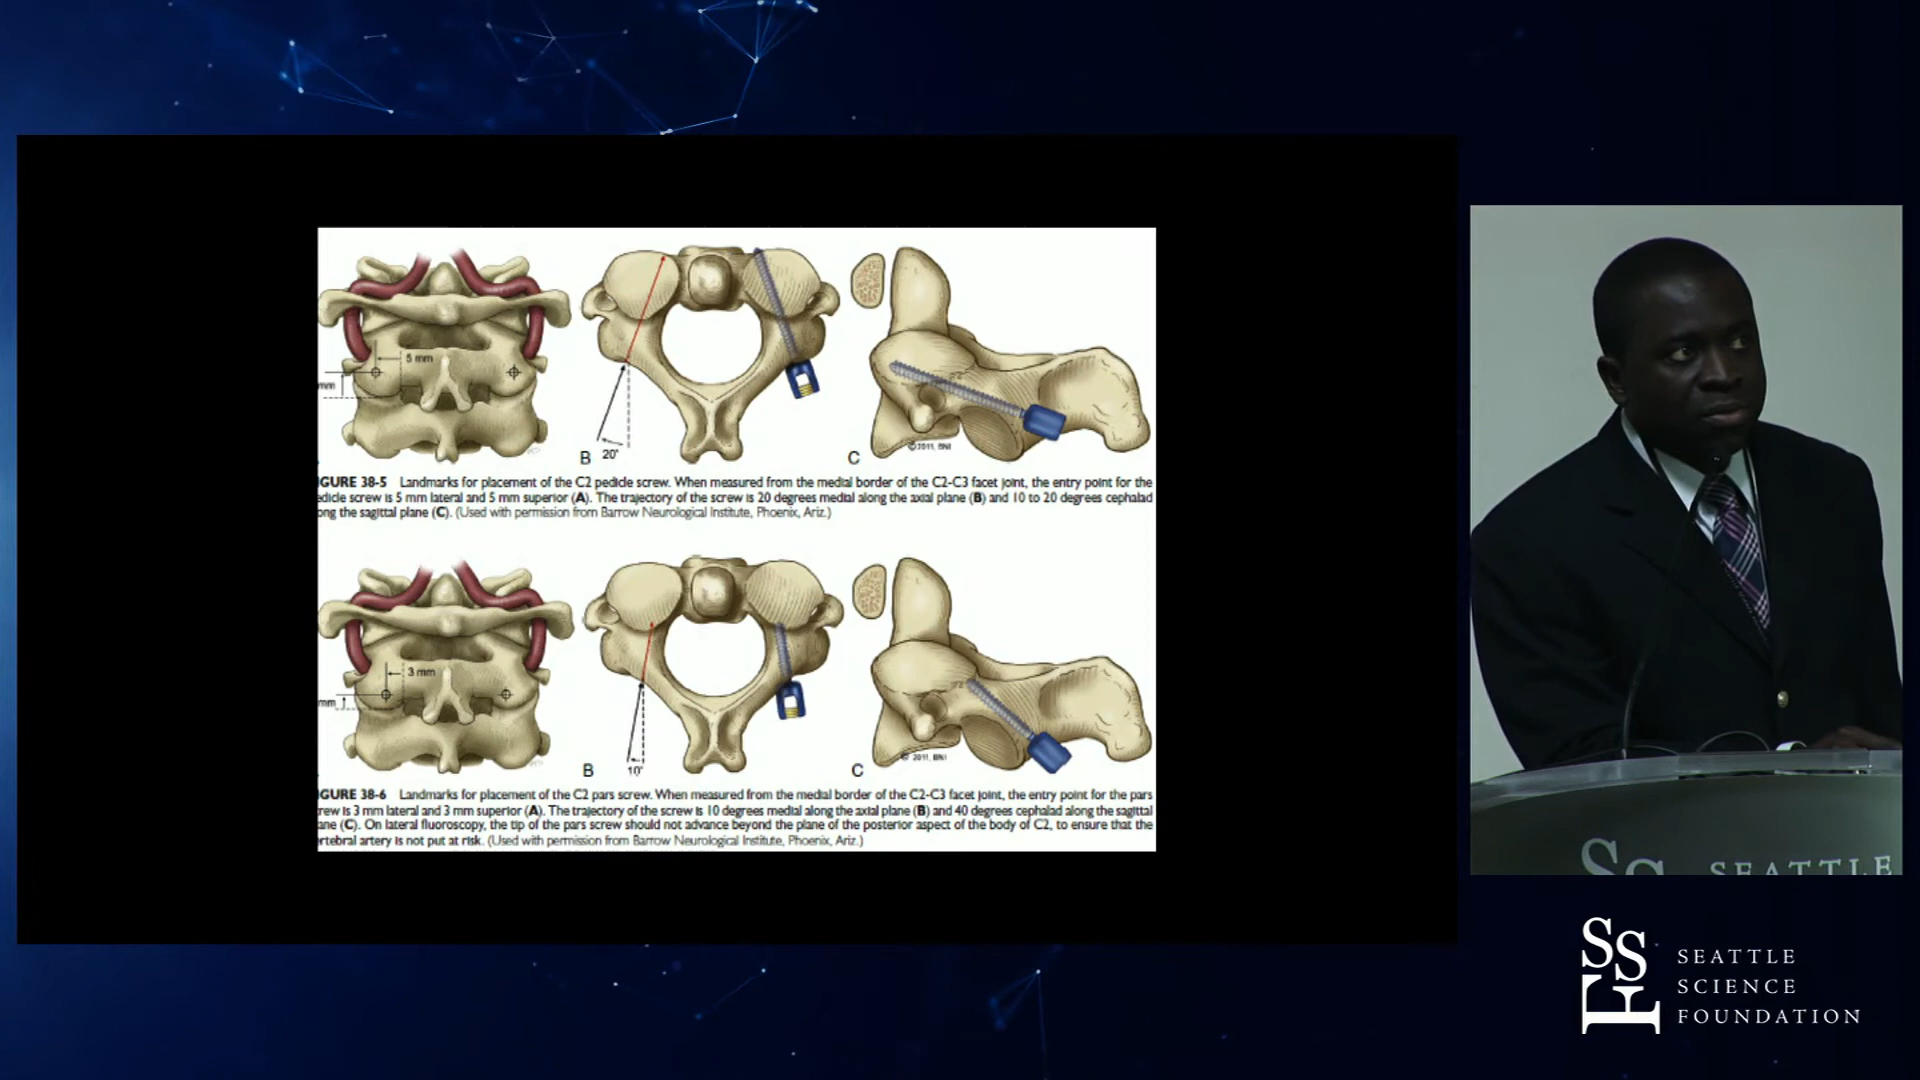 5 mm
mm
B
20°
C
©2011, BNI
IGURE 38-5 Landmarks for placement of the C2 pedicle screw. When measured from the medial border of the C2-C3 facet joint, the entry point for the
edicle screw is 5 mm lateral and 5 mm superior (A). The trajectory of the screw is 20 degrees medial along the axial plane (B) and 10 to 20 degrees cephalad
ong the sagittal plane (C). (Used with permission from Barrow Neurological Institute, Phoenix, Ariz.)
3 mm
mm
B
10°
C
© 2011, BNI
IGURE 38-6 Landmarks for placement of the C2 pars screw. When measured from the medial border of the C2-C3 facet joint, the entry point for the pars
rew is 3 mm lateral and 3 mm superior (A). The trajectory of the screw is 10 degrees medial along the axial plane (B) and 40 degrees cephalad along the sagittal
ane (C). On lateral fluoroscopy, the tip of the pars screw should not advance beyond the plane of the posterior aspect of the body of C2, to ensure that the
rtebral artery is not put at risk. (Used with permission from Barrow Neurological Institute, Phoenix, Ariz.)
SEATTLE
SSF
SEATTLE
SCIENCE
FOUNDATION